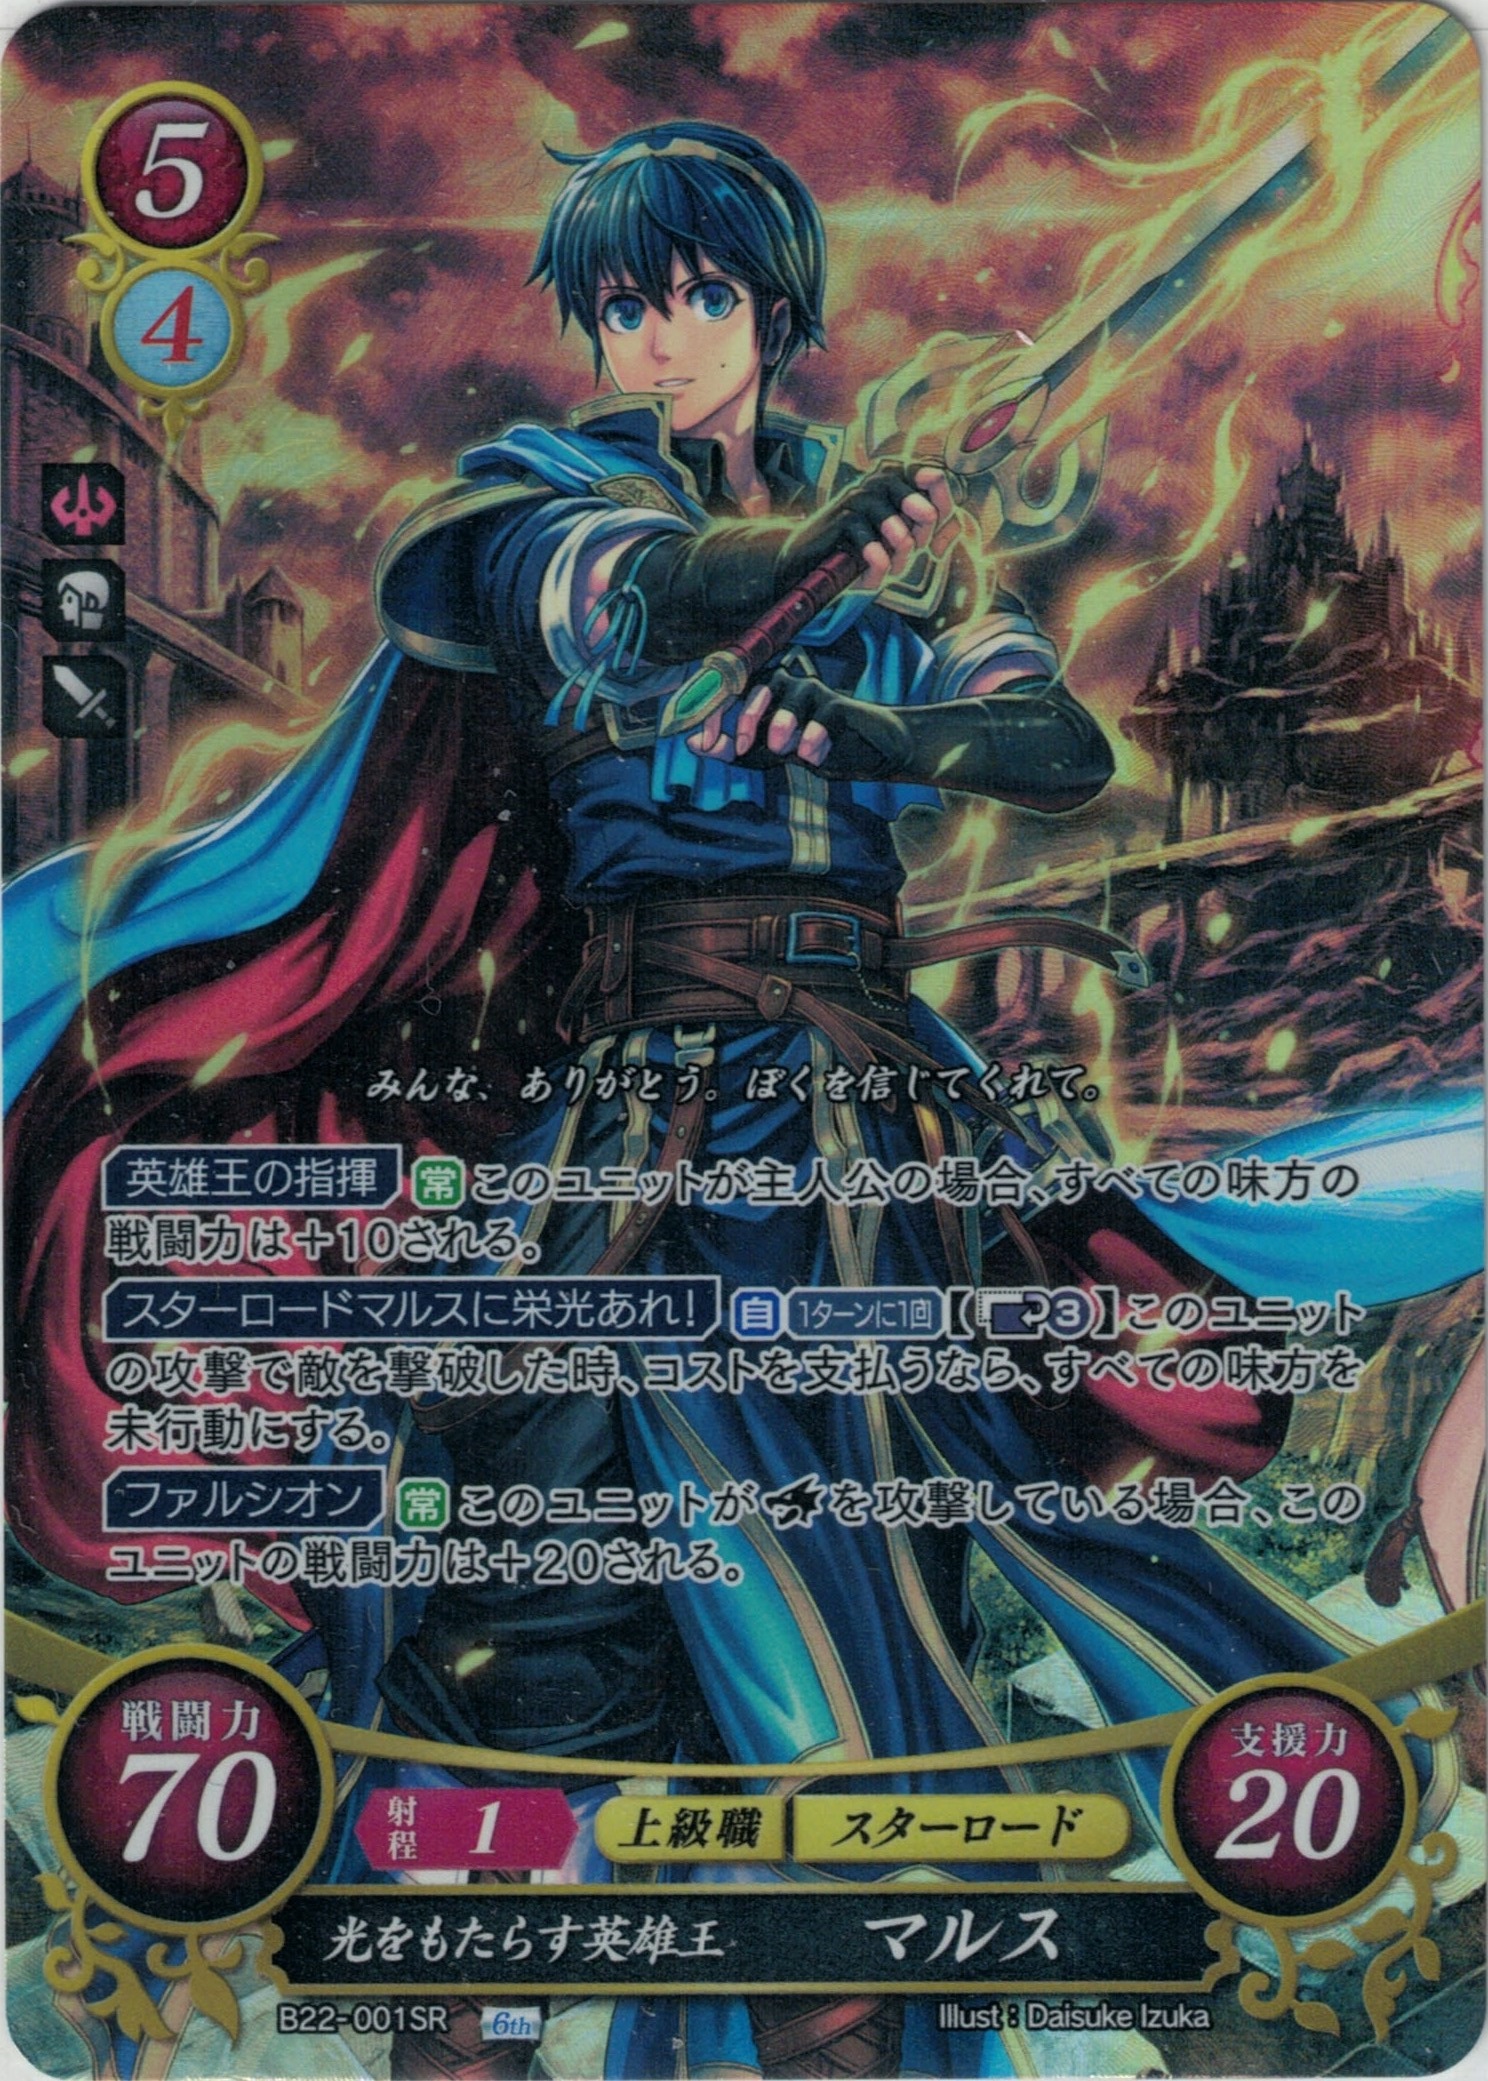 5
4
みんな、ありがとう。ぼくを信じてくれて。
英雄王の指揮 常 このユニットが主人公の場合、すべての味方の
戦闘力は＋10される。
スターロードマルスに栄光あれ！ 自 1ターンに1回【 3】このユニット
の攻撃で敵を撃破した時、コストを支払うなら、すべての味方を
未行動にする。
ファルシオン 常 このユニットが を攻撃している場合、この
ユニットの戦闘力は＋20される。
戦闘力
70
射程 1 上級職 スターロード
支援力
20
光をもたらす英雄王 マルス
B22-001SR 6th Illust : Daisuke Izuka